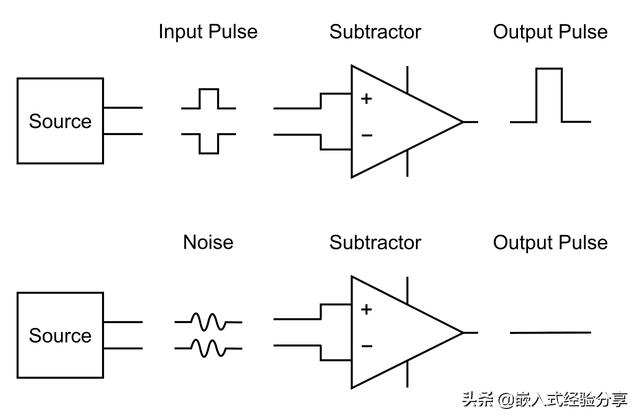 Input Pulse Subtractor Output Pulse
Source
+
−
Noise Subtractor Output Pulse
Source
+
−
头条 @嵌入式经验分享